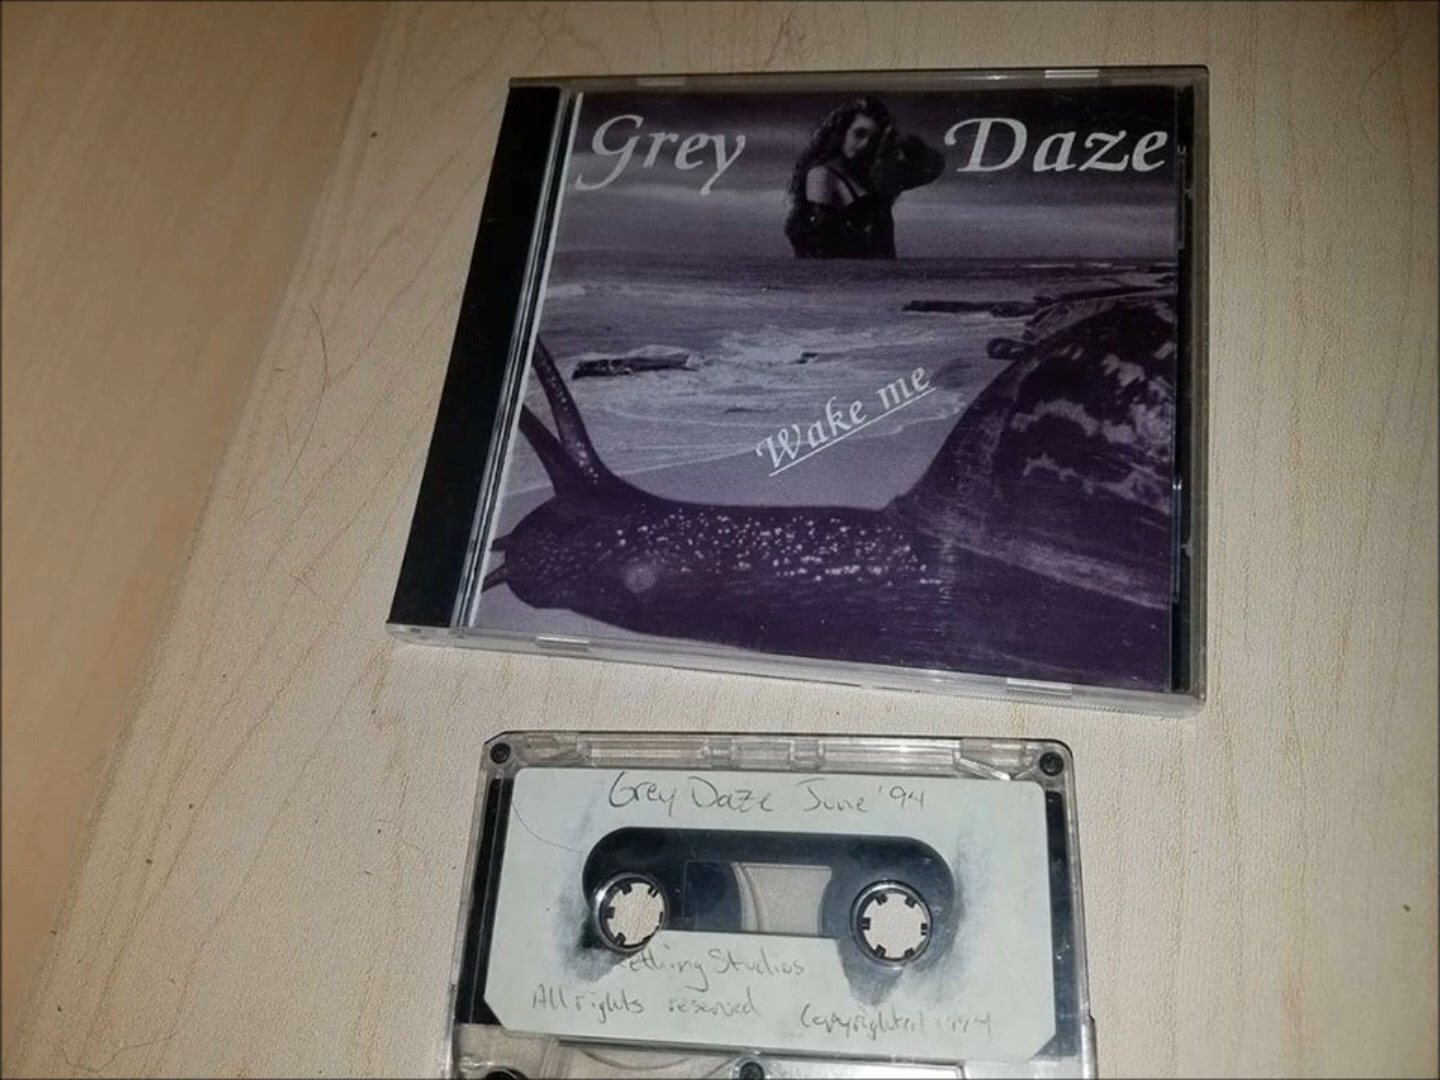 Grey Daze
Wake me
Grey Daze June '94
Studios
All rights reserved Copyrighted 1994